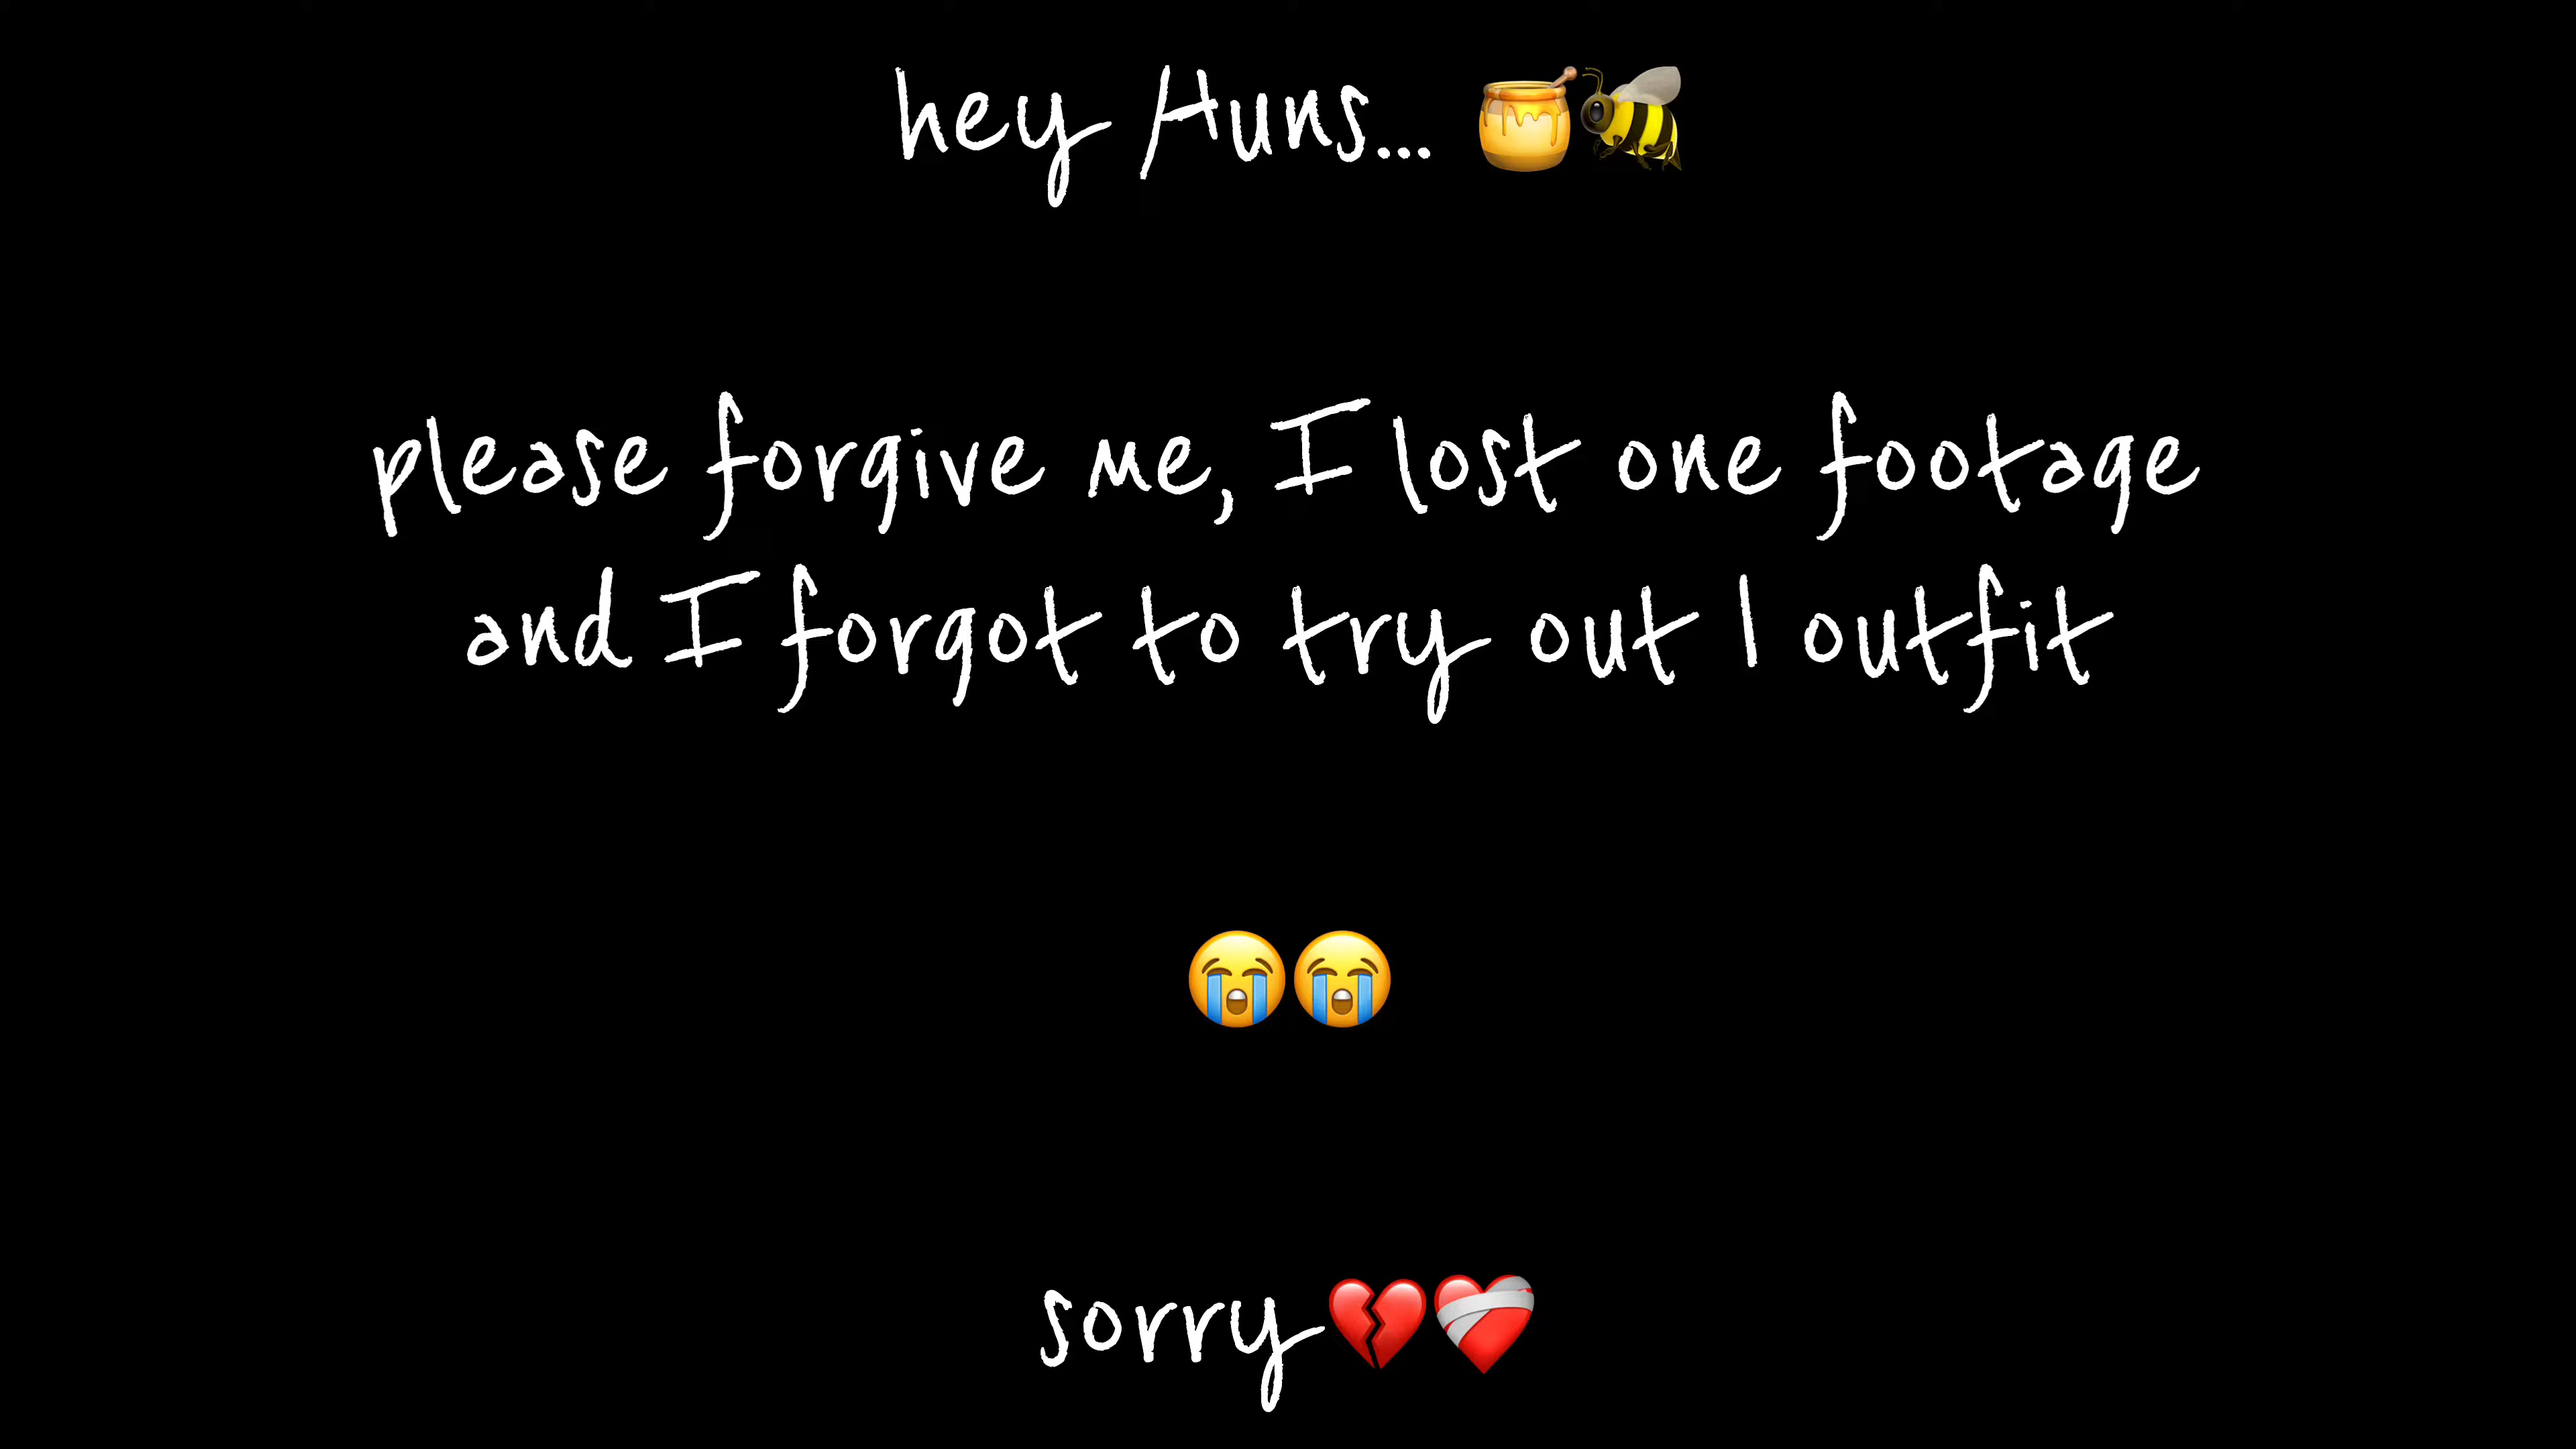 hey Huns... 🍯🐝
please forgive me, I lost one footage
and I forgot to try out 1 outfit
😭😭
sorry💔❤️‍🩹